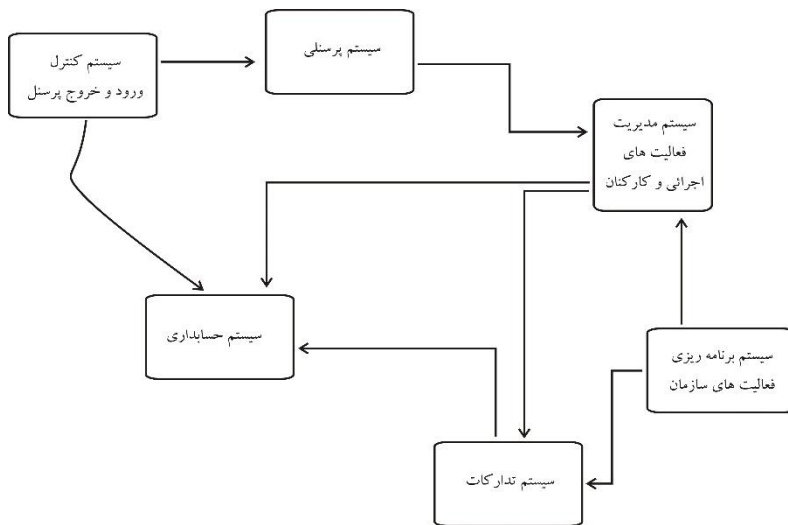 سیستم پرسنلی
سیستم کنترل
ورود و خروج پرسنل
سیستم مدیریت
فعالیت های
اجرائی و کارکنان
سیستم حسابداری
سیستم برنامه ریزی
فعالیت های سازمان
سیستم تدارکات